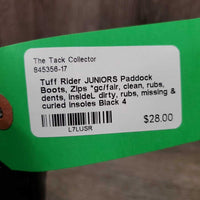 The Tack Collector
845356-17
Tuff Rider JUNIORS Paddock
Boots, Zips *gc/fair, clean, rubs,
dents, insideL dirty, rubs, missing &
curled insoles Black 4
$28.00
L7LUSR